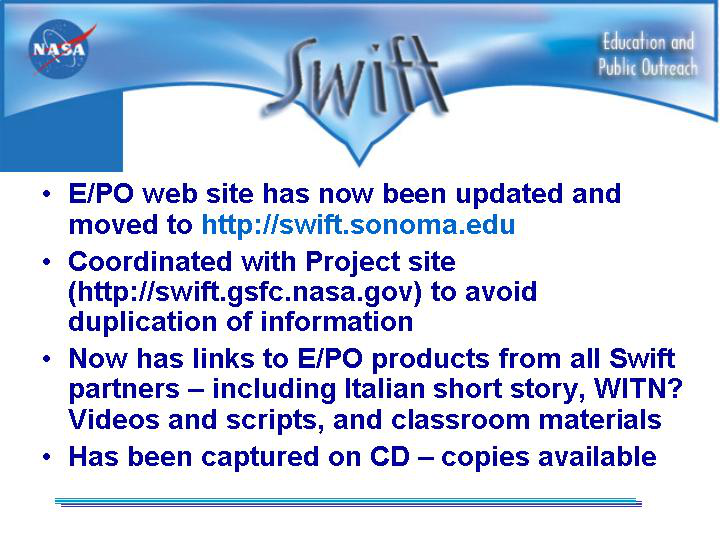 NASA
Swift
Education and
Public Outreach
• E/PO web site has now been updated and
moved to http://swift.sonoma.edu
• Coordinated with Project site
(http://swift.gsfc.nasa.gov) to avoid
duplication of information
• Now has links to E/PO products from all Swift
partners – including Italian short story, WITN?
Videos and scripts, and classroom materials
• Has been captured on CD – copies available